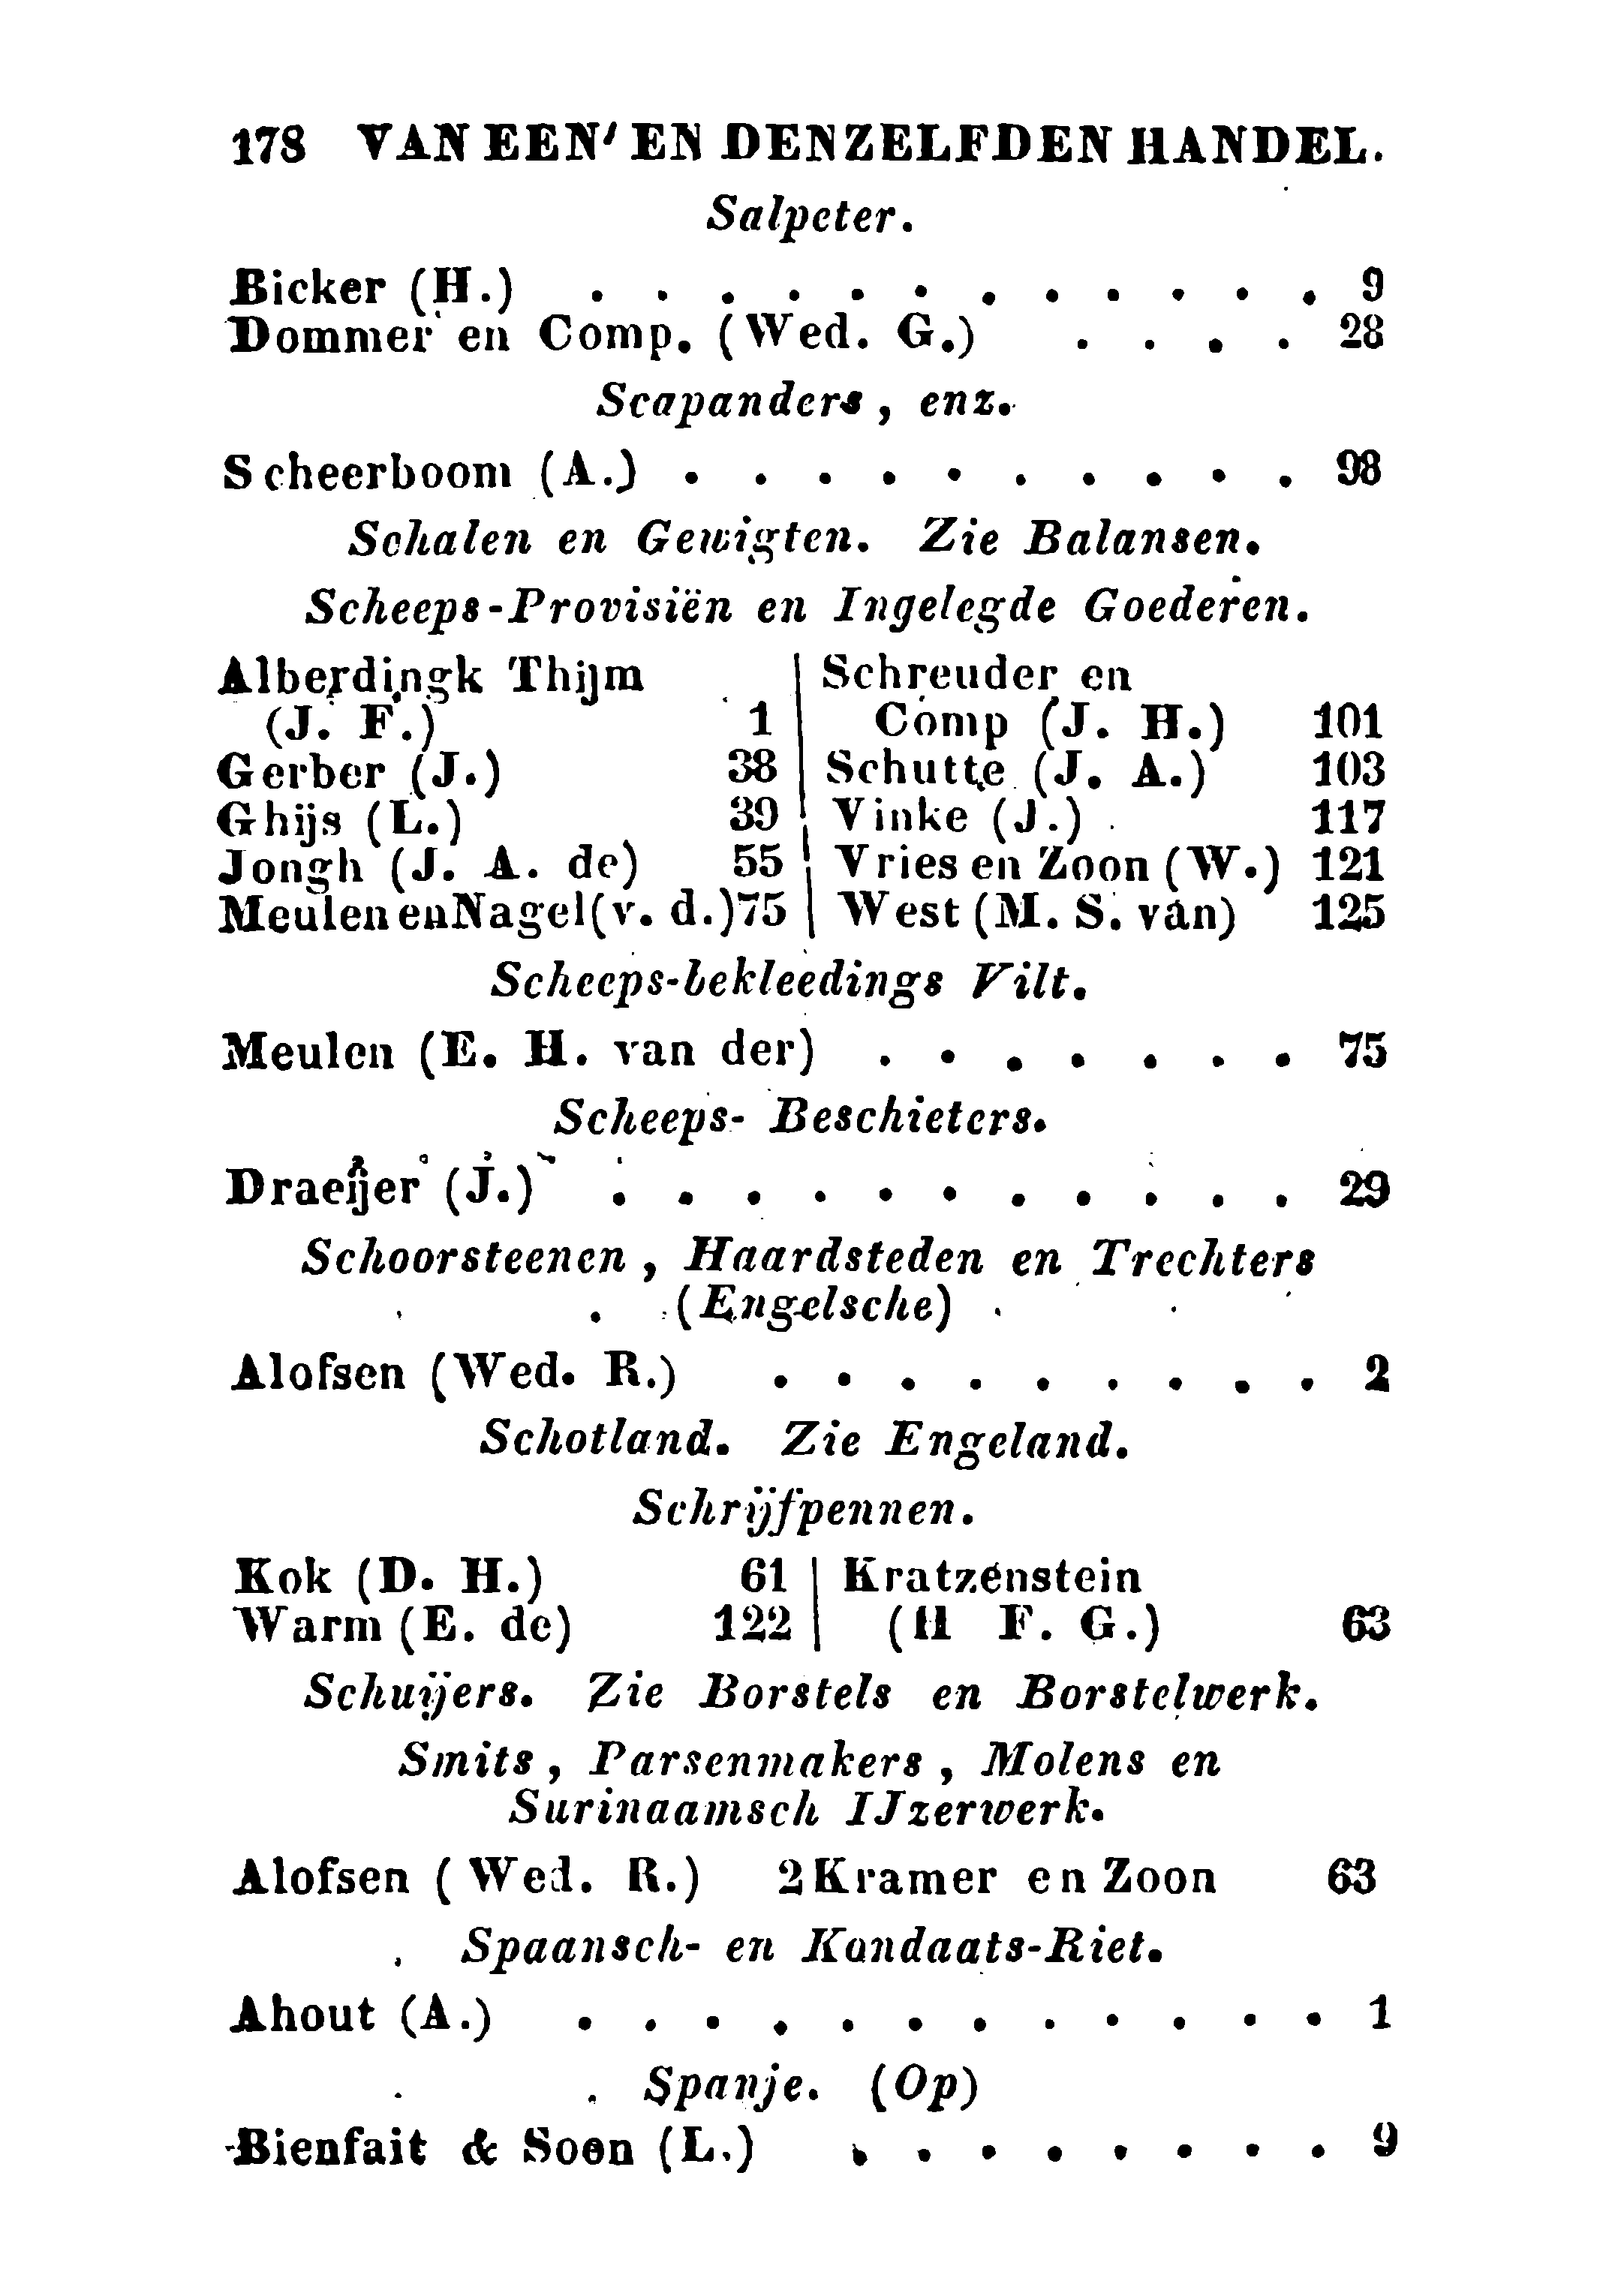 178 VAN EEN' EN DENZELFDEN HANDEL.
Salpeter.
Bicker (H.) . . . . . . . . . . . . 9
Dommer en Comp. (Wed. G.) . . . . 28
Scapanders, enz.
Scheerboom (A.) . . . . . . . . . . 98
Schalen en Gewigten. Zie Balansen.
Scheeps-Provisiën en Ingelegde Goederen.
Alberdingk Thijm
(J. F.) 1
Gerber (J.) 38
Ghijs (L.) 39
Jongh (J. A. de) 55
Meulen en Nagel (v. d.) 75
Schreuder en
Comp (J. H.) 101
Schutte (J. A.) 103
Vinke (J.) 117
Vries en Zoon (W.) 121
West (M. S. van) 125
Scheeps-bekleedings Vilt.
Meulen (E. H. van der) . . . . . . . 75
Scheeps- Beschieters.
Draeijer (J.) . . . . . . . . . . . 29
Schoorsteenen, Haardsteden en Trechters
(Engelsche)
Alofsen (Wed. R.) . . . . . . . . . 2
Schotland. Zie Engeland.
Schrijfpennen.
Kok (D. H.) 61
Warm (E. de) 122
Kratzenstein
(H F. G.) 63
Schuijers. Zie Borstels en Borstelwerk.
Smits, Parsenmakers, Molens en
Surinaamsch IJzerwerk.
Alofsen (Wed. R.) 2 Kramer en Zoon 63
Spaansch- en Kandaats-Riet.
Ahout (A.) . . . . . . . . . . . . 1
Spanje. (Op)
Bienfait & Soon (L.) . . . . . . . . 9